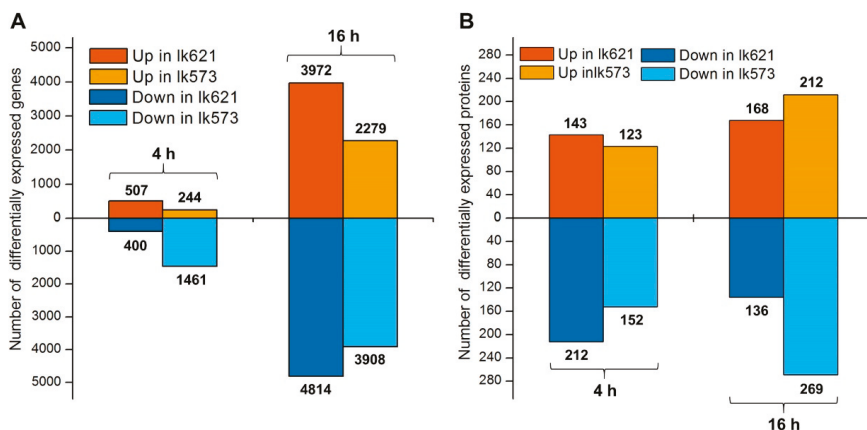 A
Number of differentially expressed genes
5000
4000
3000
2000
1000
0
1000
2000
3000
4000
5000
Up in lk621
Up in lk573
Down in lk621
Down in lk573
4 h
507
244
400
1461
16 h
3972
2279
4814
3908
B
Number of differentially expressed proteins
280
240
200
160
120
80
40
0
40
80
120
160
200
240
280
Up in lk621
Down in lk621
Up inlk573
Down in lk573
143
123
212
152
4 h
168
212
136
269
16 h